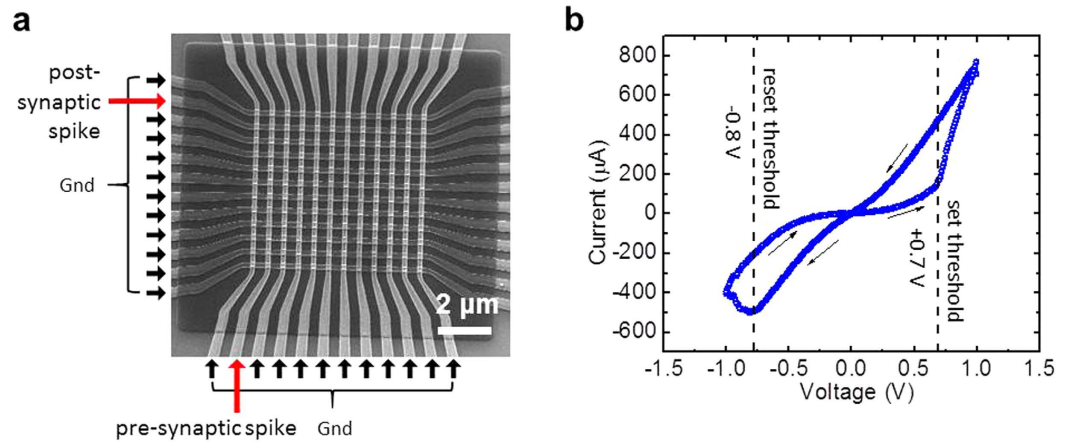 a
post-
synaptic
spike
Gnd
2 μm
pre-synaptic spike Gnd
b
800
600
400
200
0
-200
-400
-600
Current (μA)
-1.5 -1.0 -0.5 0.0 0.5 1.0 1.5
Voltage (V)
reset threshold
-0.8 V
set threshold
+0.7 V